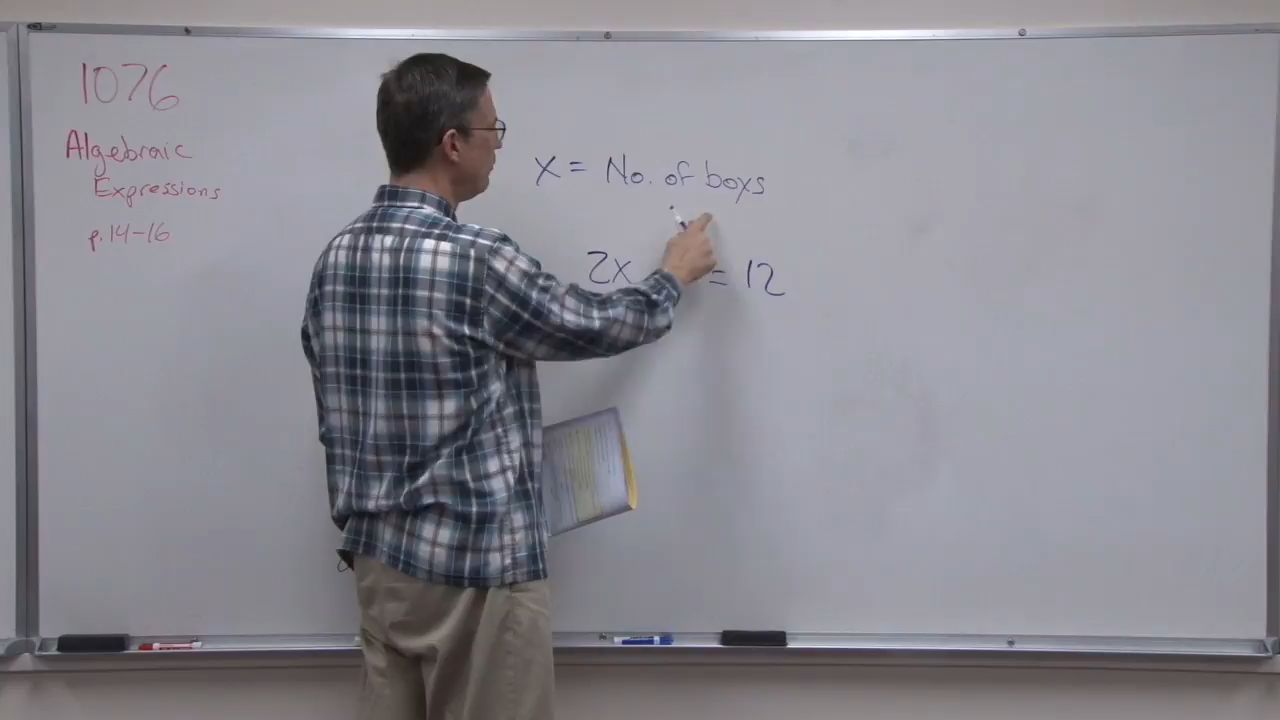 1076
Algebraic
Expressions
p. 14-16
x = No. of boys
2x = 12